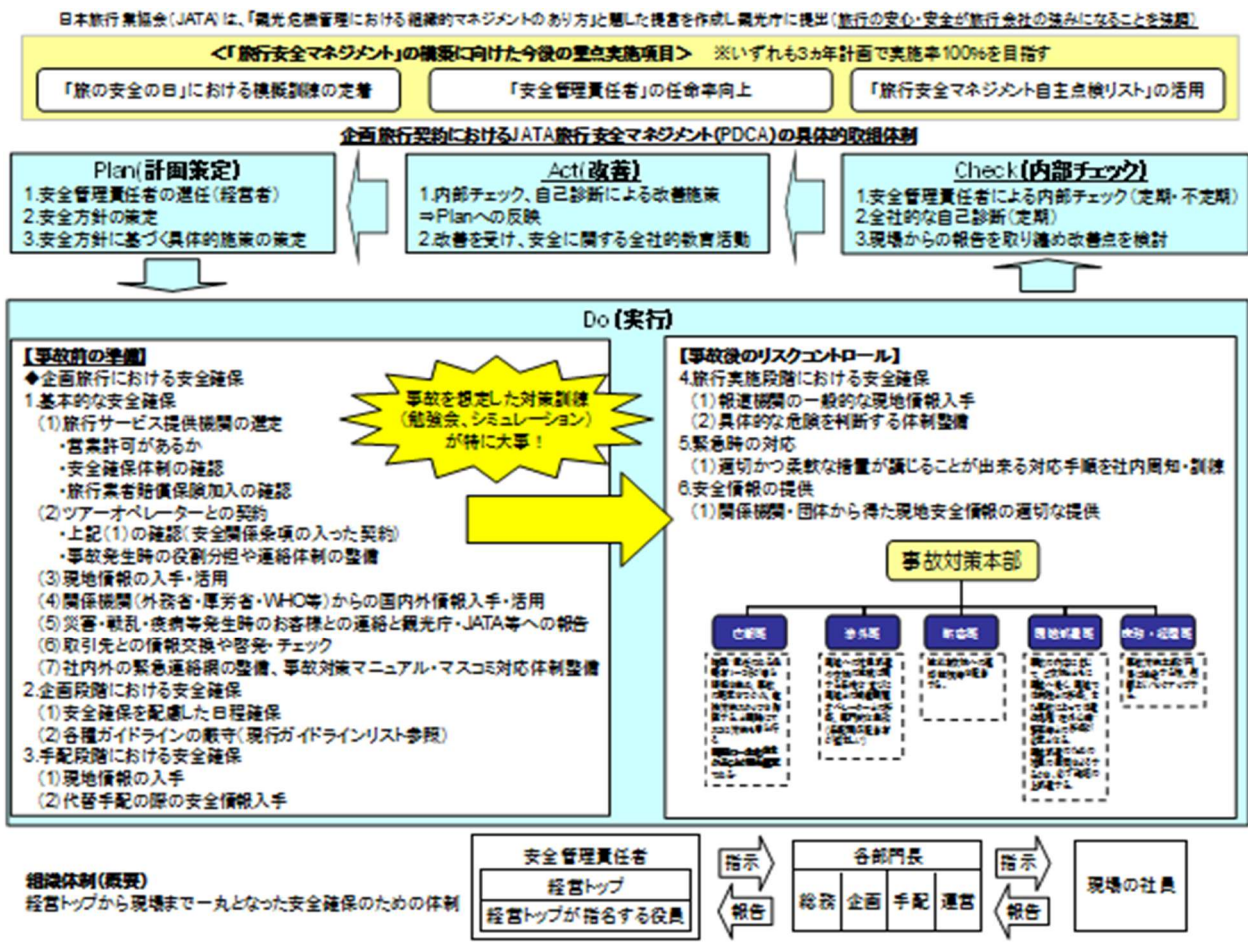 日本旅行業協会(JATA)は、「観光危機管理における組織的マネジメントのあり方」と題した提言を作成し観光庁に提出(旅行の安心・安全が旅行会社の強みになることを強調)
<「旅行安全マネジメント」の構築に向けた今後の重点実施項目> ※いずれも3ヵ年計画で実施率100%を目指す
「旅の安全の日」における模擬訓練の定着
「安全管理責任者」の任命率向上
「旅行安全マネジメント自主点検リスト」の活用
企画旅行契約におけるJATA旅行安全マネジメント(PDCA)の具体的取組体制
Plan(計画策定)
1.安全管理責任者の選任(経営者)
2.安全方針の策定
3.安全方針に基づく具体的施策の策定
Act(改善)
1.内部チェック、自己診断による改善施策
⇒Planへの反映
2.改善を受け、安全に関する全社的教育活動
Check(内部チェック)
1.安全管理責任者による内部チェック(定期・不定期)
2.全社的な自己診断(定期)
3.現場からの報告を取り纏め改善点を検討
Do(実行)
【事故前の準備】
◆企画旅行における安全確保
1.基本的な安全確保
(1)旅行サービス提供機関の選定
・営業許可があるか
・安全確保体制の確認
・旅行業者賠償保険加入の確認
(2)ツアーオペレーターとの契約
・上記(1)の確認(安全関係条項の入った契約)
・事故発生時の役割分担や連絡体制の整備
(3)現地情報の入手・活用
(4)関係機関(外務省・厚労省・WHO等)からの国内外情報入手・活用
(5)災害・戦乱・疫病等発生時のお客様との連絡と観光庁・JATA等への報告
(6)取引先との情報交換や啓発・チェック
(7)社内外の緊急連絡網の整備、事故対策マニュアル・マスコミ対応体制整備
2.企画段階における安全確保
(1)安全確保を配慮した日程確保
(2)各種ガイドラインの厳守(現行ガイドラインリスト参照)
3.手配段階における安全確保
(1)現地情報の入手
(2)代替手配の際の安全情報入手
事故を想定した対策訓練
(勉強会、シミュレーション)
が特に大事!
【事故後のリスクコントロール】
4.旅行実施段階における安全確保
(1)報道機関の一般的な現地情報入手
(2)具体的な危険を判断する体制整備
5.緊急時の対応
(1)適切かつ柔軟な措置が講じることが出来る対応手順を社内周知・訓練
6.安全情報の提供
(1)関係機関・団体から得た現地安全情報の適切な提供
事故対策本部
組織体制(概要)
経営トップから現場まで一丸となった安全確保のための体制
安全管理責任者
経営トップ
経営トップが指名する役員
指示
報告
各部門長
総務 企画 手配 運営
指示
報告
現場の社員